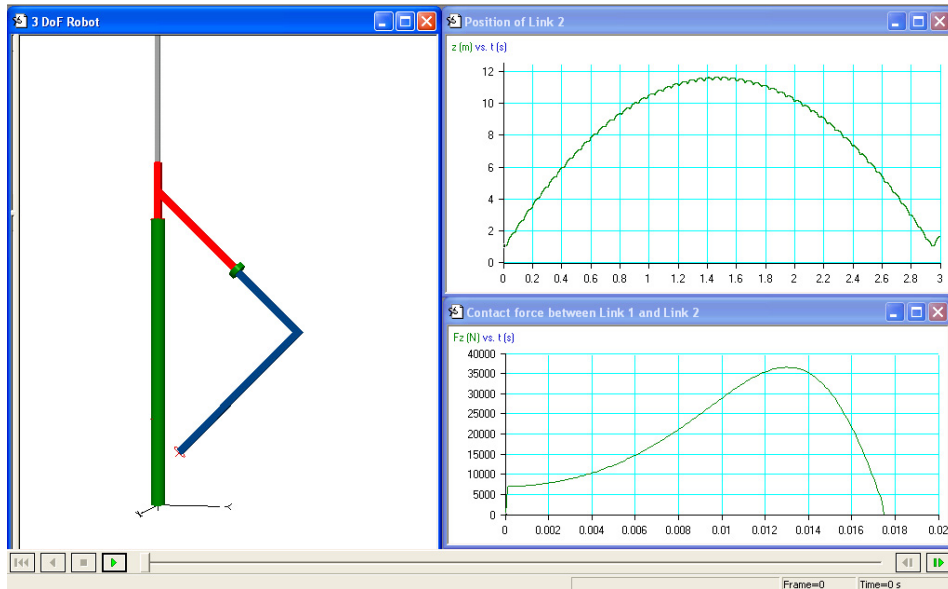 3 DoF Robot
Position of Link 2
z (m) vs. t (s)
12
10
8
6
4
2
0
0 0.2 0.4 0.6 0.8 1 1.2 1.4 1.6 1.8 2 2.2 2.4 2.6 2.8 3
Contact force between Link 1 and Link 2
Fz (N) vs. t (s)
40000
35000
30000
25000
20000
15000
10000
5000
0
0 0.002 0.004 0.006 0.008 0.01 0.012 0.014 0.016 0.018 0.02
Frame=0 Time=0 s